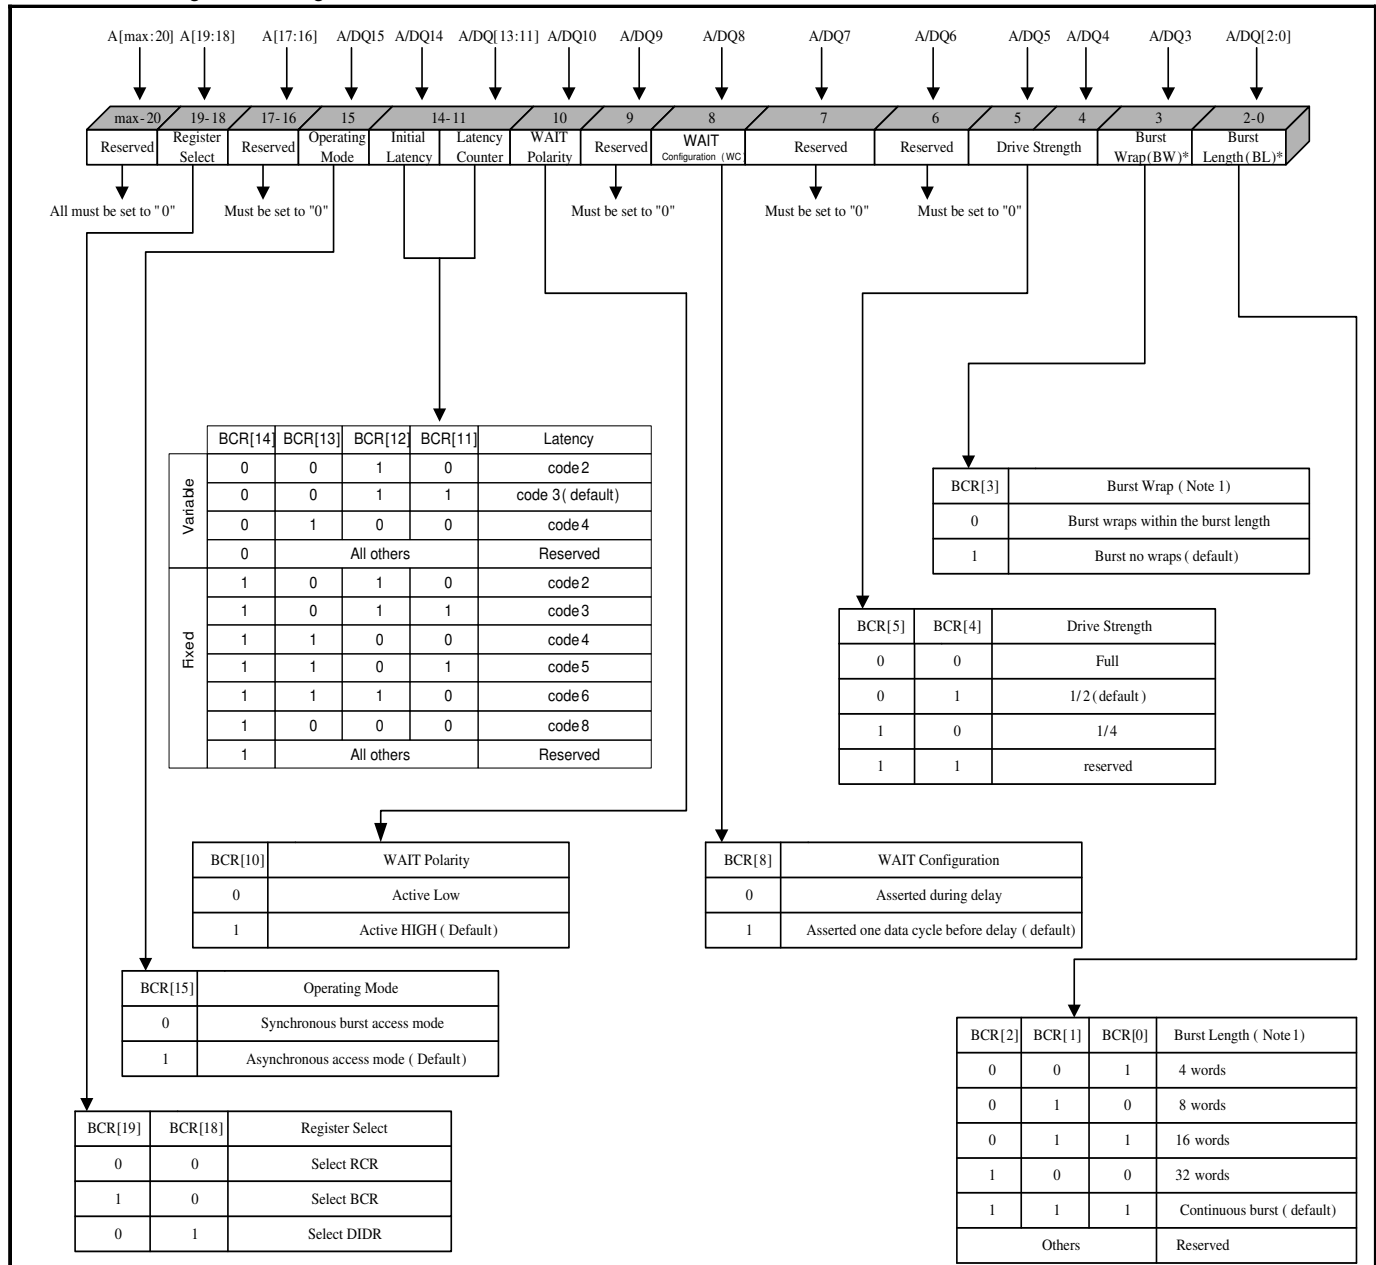 A[max:20] A[19:18] A[17:16] A/DQ15 A/DQ14 A/DQ[13:11] A/DQ10 A/DQ9 A/DQ8 A/DQ7 A/DQ6 A/DQ5 A/DQ4 A/DQ3 A/DQ[2:0]
max-20 19-18 17-16 15 14-11 10 9 8 7 6 5 4 3 2-0
Reserved Register Select Reserved Operating Mode Initial Latency Latency Counter WAIT Polarity Reserved WAIT Configuration (WC Reserved Reserved Drive Strength Burst Wrap(BW)* Burst Length(BL)*
All must be set to "0" Must be set to "0" Must be set to "0" Must be set to "0" Must be set to "0"
BCR[14] BCR[13] BCR[12] BCR[11] Latency
Variable
0 0 1 0 code 2
0 0 1 1 code 3( default)
0 1 0 0 code 4
0 All others Reserved
Fixed
1 0 1 0 code 2
1 0 1 1 code 3
1 1 0 0 code 4
1 1 0 1 code 5
1 1 1 0 code 6
1 0 0 0 code 8
1 All others Reserved
BCR[3] Burst Wrap ( Note 1)
0 Burst wraps within the burst length
1 Burst no wraps ( default)
BCR[5] BCR[4] Drive Strength
0 0 Full
0 1 1/2 (default )
1 0 1/4
1 1 reserved
BCR[10] WAIT Polarity
0 Active Low
1 Active HIGH ( Default)
BCR[8] WAIT Configuration
0 Asserted during delay
1 Asserted one data cycle before delay ( default)
BCR[15] Operating Mode
0 Synchronous burst access mode
1 Asynchronous access mode ( Default)
BCR[19] BCR[18] Register Select
0 0 Select RCR
1 0 Select BCR
0 1 Select DIDR
BCR[2] BCR[1] BCR[0] Burst Length ( Note1)
0 0 1 4 words
0 1 0 8 words
0 1 1 16 words
1 0 0 32 words
1 1 1 Continuous burst ( default)
Others Reserved